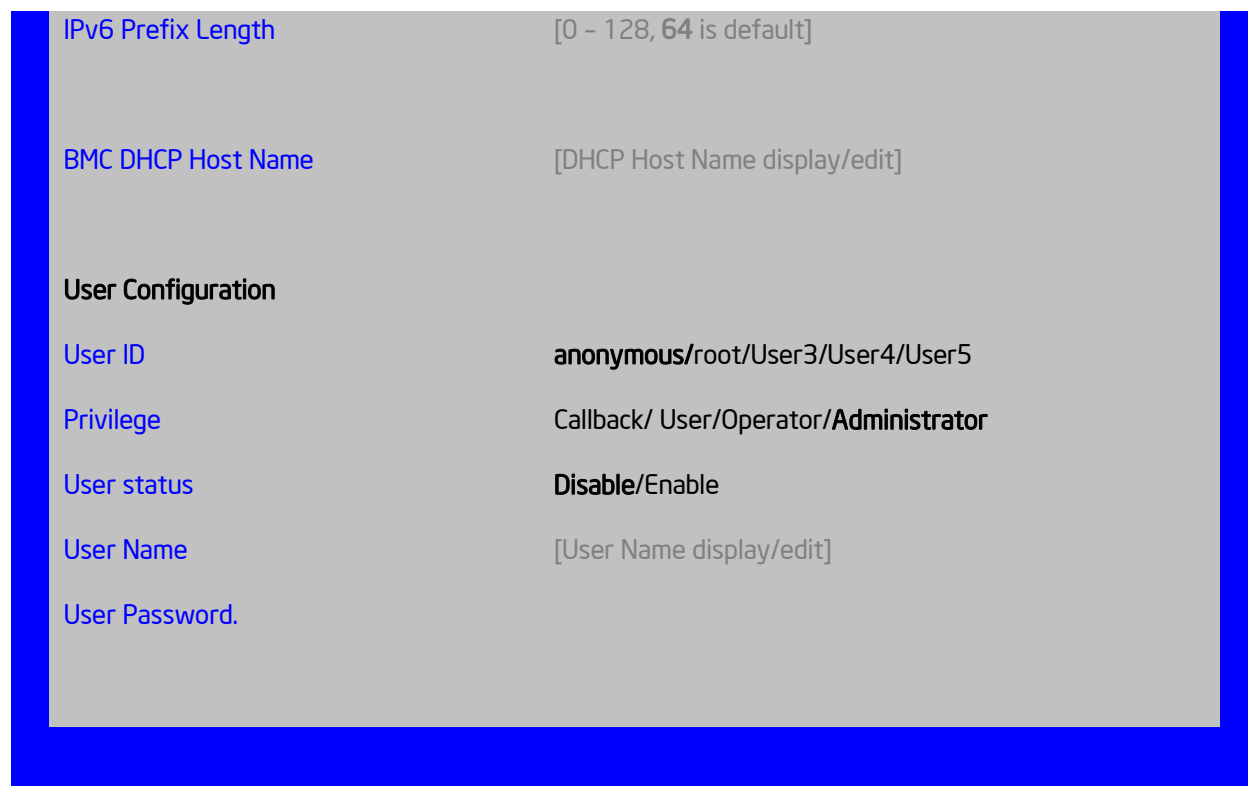 IPv6 Prefix Length [0 – 128, 64 is default]
BMC DHCP Host Name [DHCP Host Name display/edit]
User Configuration
User ID anonymous/root/User3/User4/User5
Privilege Callback/ User/Operator/Administrator
User status Disable/Enable
User Name [User Name display/edit]
User Password.